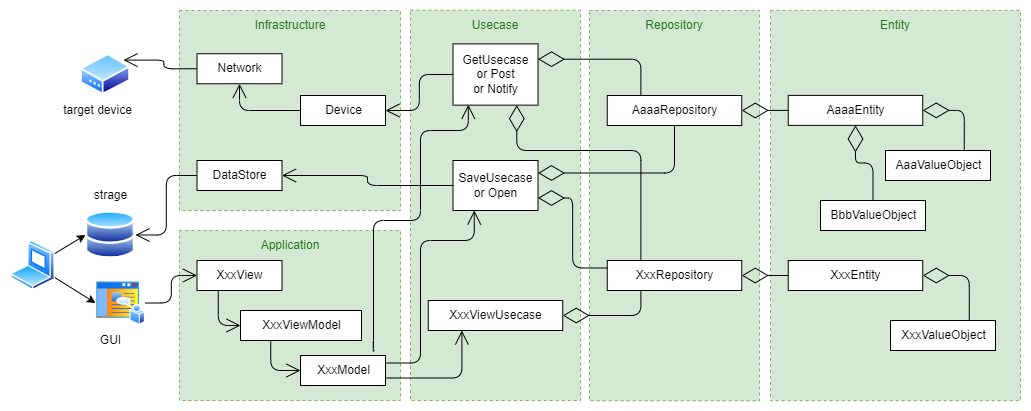 Infrastructure
Usecase
Repository
Entity
Network
GetUsecase
or Post
or Notify
target device
Device
AaaaRepository
AaaaEntity
AaaValueObject
DataStore
SaveUsecase
or Open
strage
BbbValueObject
Application
XxxView
XxxRepository
XxxEntity
XxxViewModel
XxxViewUsecase
GUI
XxxValueObject
XxxModel